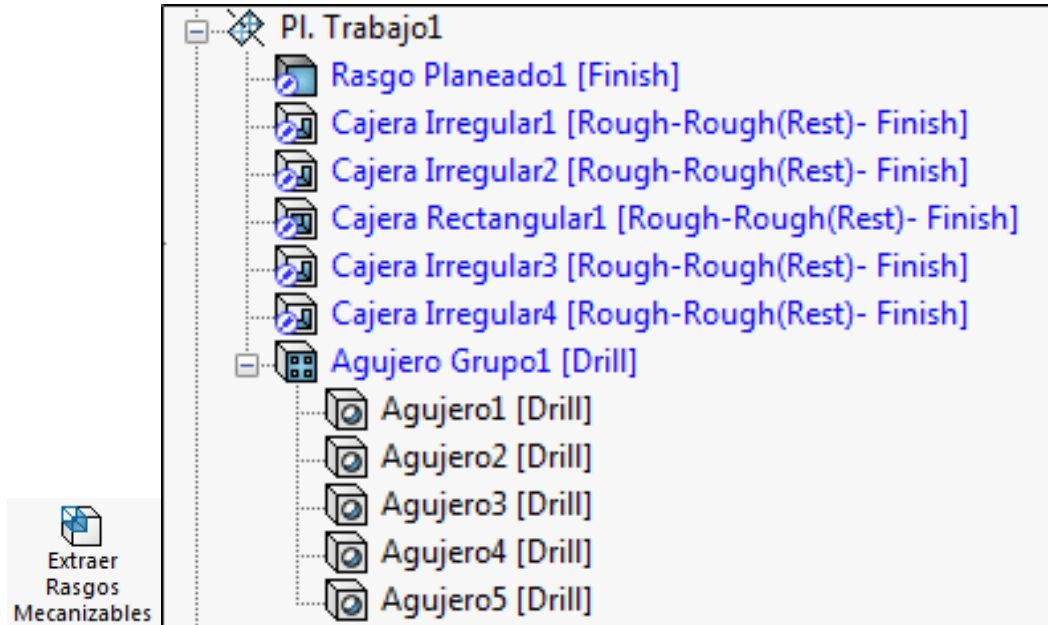 Pl. Trabajo1
Rasgo Planeado1 [Finish]
Cajera Irregular1 [Rough-Rough(Rest)- Finish]
Cajera Irregular2 [Rough-Rough(Rest)- Finish]
Cajera Rectangular1 [Rough-Rough(Rest)- Finish]
Cajera Irregular3 [Rough-Rough(Rest)- Finish]
Cajera Irregular4 [Rough-Rough(Rest)- Finish]
Agujero Grupo1 [Drill]
Agujero1 [Drill]
Agujero2 [Drill]
Agujero3 [Drill]
Agujero4 [Drill]
Agujero5 [Drill]
Extraer
Rasgos
Mecanizables